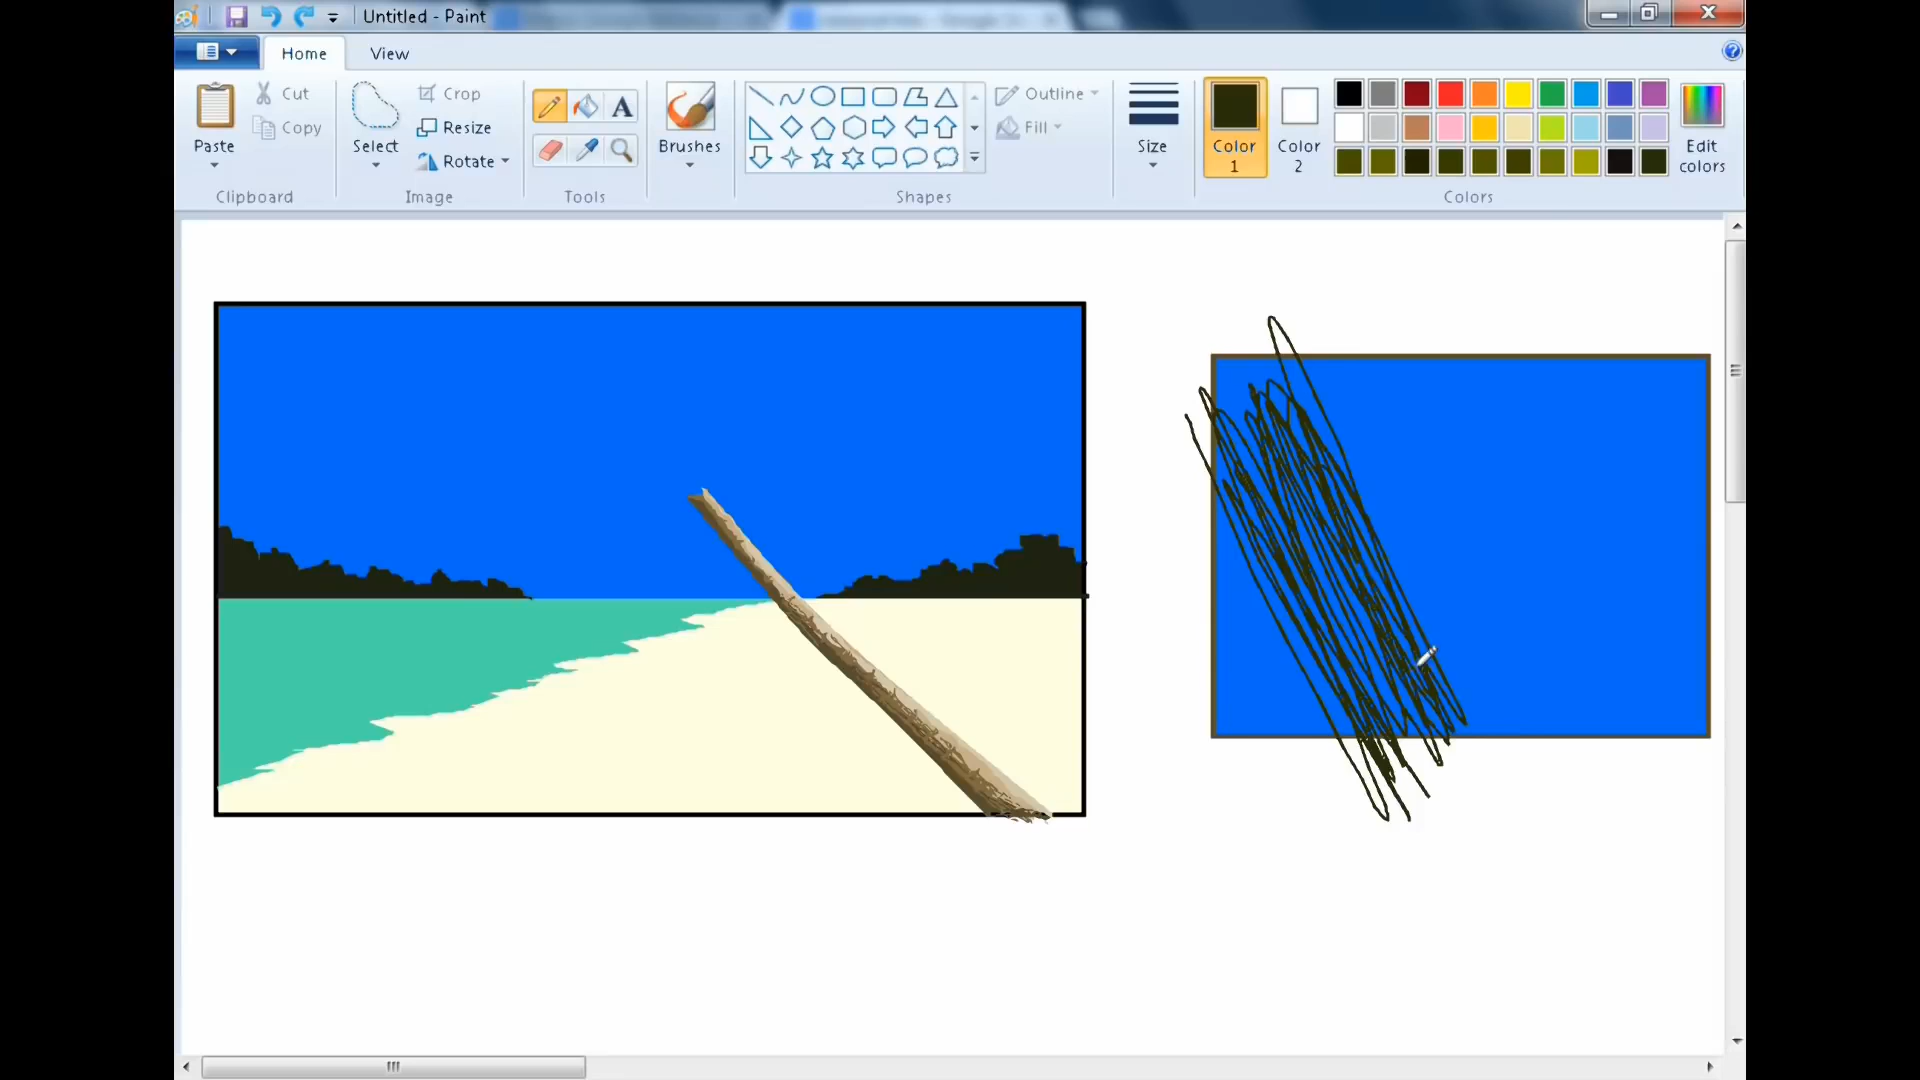 Untitled - Paint
Home View
Paste
Cut
Copy
Clipboard
Select
Crop
Resize
Rotate
Image
A
Tools
Brushes
Shapes
Outline
Fill
Size
Color
1
Color
2
Colors
Edit
colors